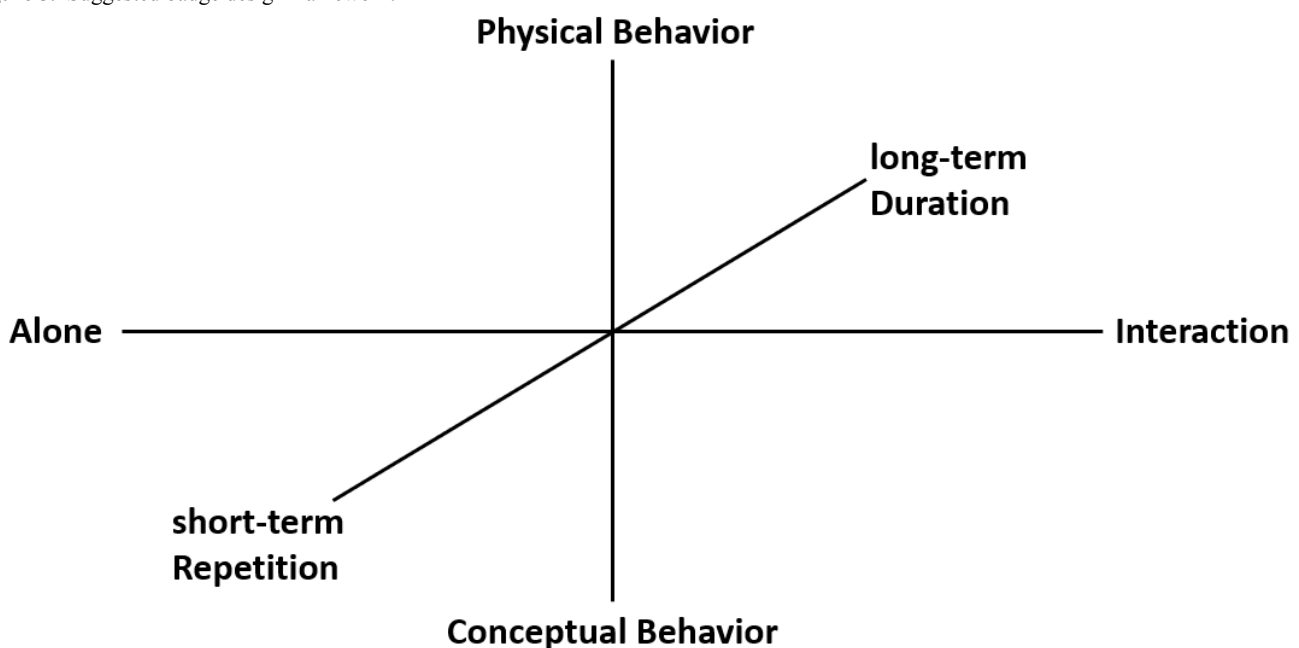 Physical Behavior
long-term
Duration
Alone
Interaction
short-term
Repetition
Conceptual Behavior